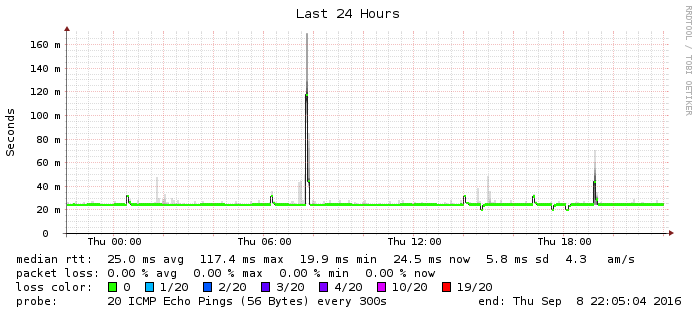 Last 24 Hours
RRDTOOL / TOBI OETIKER
Seconds
160 m
140 m
120 m
100 m
80 m
60 m
40 m
20 m
0
Thu 00:00 Thu 06:00 Thu 12:00 Thu 18:00
median rtt: 25.0 ms avg 117.4 ms max 19.9 ms min 24.5 ms now 5.8 ms sd 4.3 am/s
packet loss: 0.00 % avg 0.00 % max 0.00 % min 0.00 % now
loss color: 0 1/20 2/20 3/20 4/20 10/20 19/20
probe: 20 ICMP Echo Pings (56 Bytes) every 300s end: Thu Sep 8 22:05:04 2016